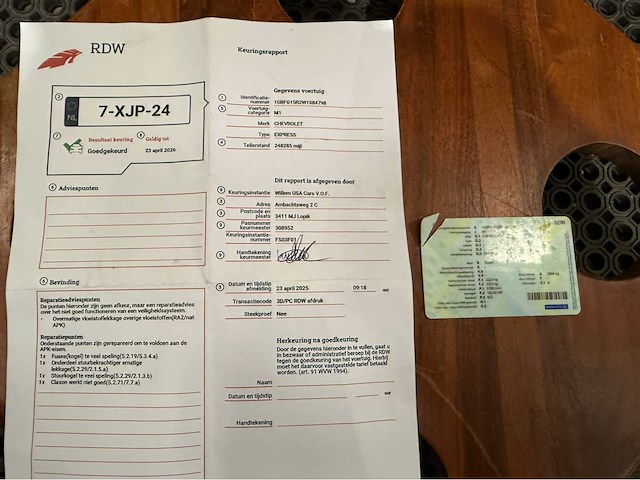 RDW
Keuringsrapport
NL
7-XJP-24
Resultaat keuring
Geldig tot
Goedgekeurd
23 april 2026
Adviespunten
Bevinding
Reparatieadviespunten
De punten hieronder zijn geen afkeur, maar een reparatieadvies
over het niet goed functioneren van een veiligheidssysteem.
- Overmatige vloeistoflekkage overige vloeistoffen(RA2/nat
APK)
Reparatiepunten
Onderstaande punten zijn gerepareerd om te voldoen aan de
APK-eisen.
1x Fusee(kogel) te veel speling(5.2.19/5.3.4.a)
1x Onderdeel stuurbekrachtiger ernstige
lekkage(5.2.29/2.1.5.a)
1x Stuurkogel te veel speling(5.2.29/2.1.3.b)
1x Claxon werkt niet goed(5.2.71/7.7.a)
Gegevens voertuig
Identificatie-
nummer 1GBFG15R2W1084798
Voertuig-
categorie M1
Merk CHEVROLET
Type EXPRESS
Tellerstand 248285 mijl
Dit rapport is afgegeven door
Keuringsinstantie Willem USA Cars V.O.F.
Adres Ambachtsweg 2 C
Postcode en
plaats 3411 MJ Lopik
Pasnummer
keurmeester 308952
Keuringsinstantie-
nummer FS03F01
Handtekening
keurmeester
Datum en tijdstip
afmelding 23 april 2025 09:18 uur
Transactiecode 3D/PC RDW afdruk
Steekproef Nee
Herkeuring na goedkeuring
Door de gegevens hieronder in te vullen, gaat u
in bezwaar of administratief beroep bij de RDW
tegen de goedkeuring van het voertuig. Hierbij
moet het daarvoor vastgestelde tarief betaald
worden. (art. 91 WVW 1994).
Naam
Datum en tijdstip uur
Handtekening
RDW